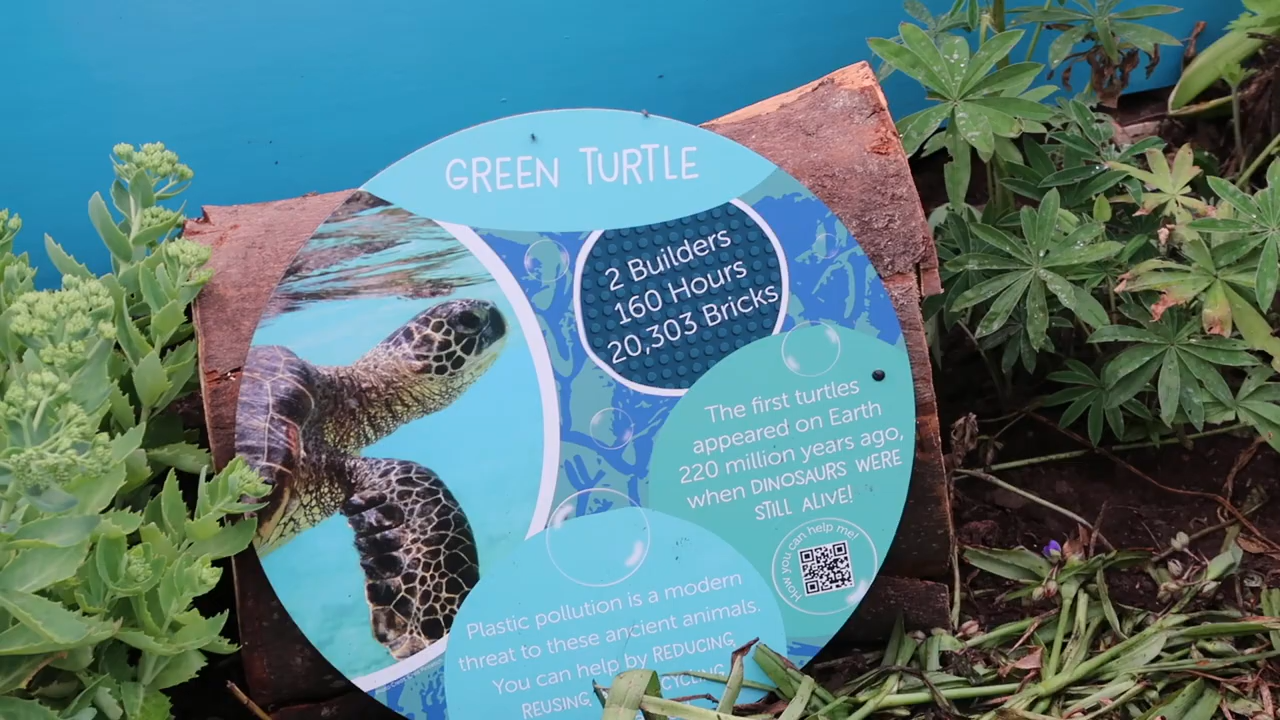 GREEN TURTLE
2 Builders
160 Hours
20,303 Bricks
The first turtles
appeared on Earth
220 million years ago,
when DINOSAURS WERE
STILL ALIVE!
How you can help me!
Plastic pollution is a modern
threat to these ancient animals.
You can help by REDUCING,
REUSING,